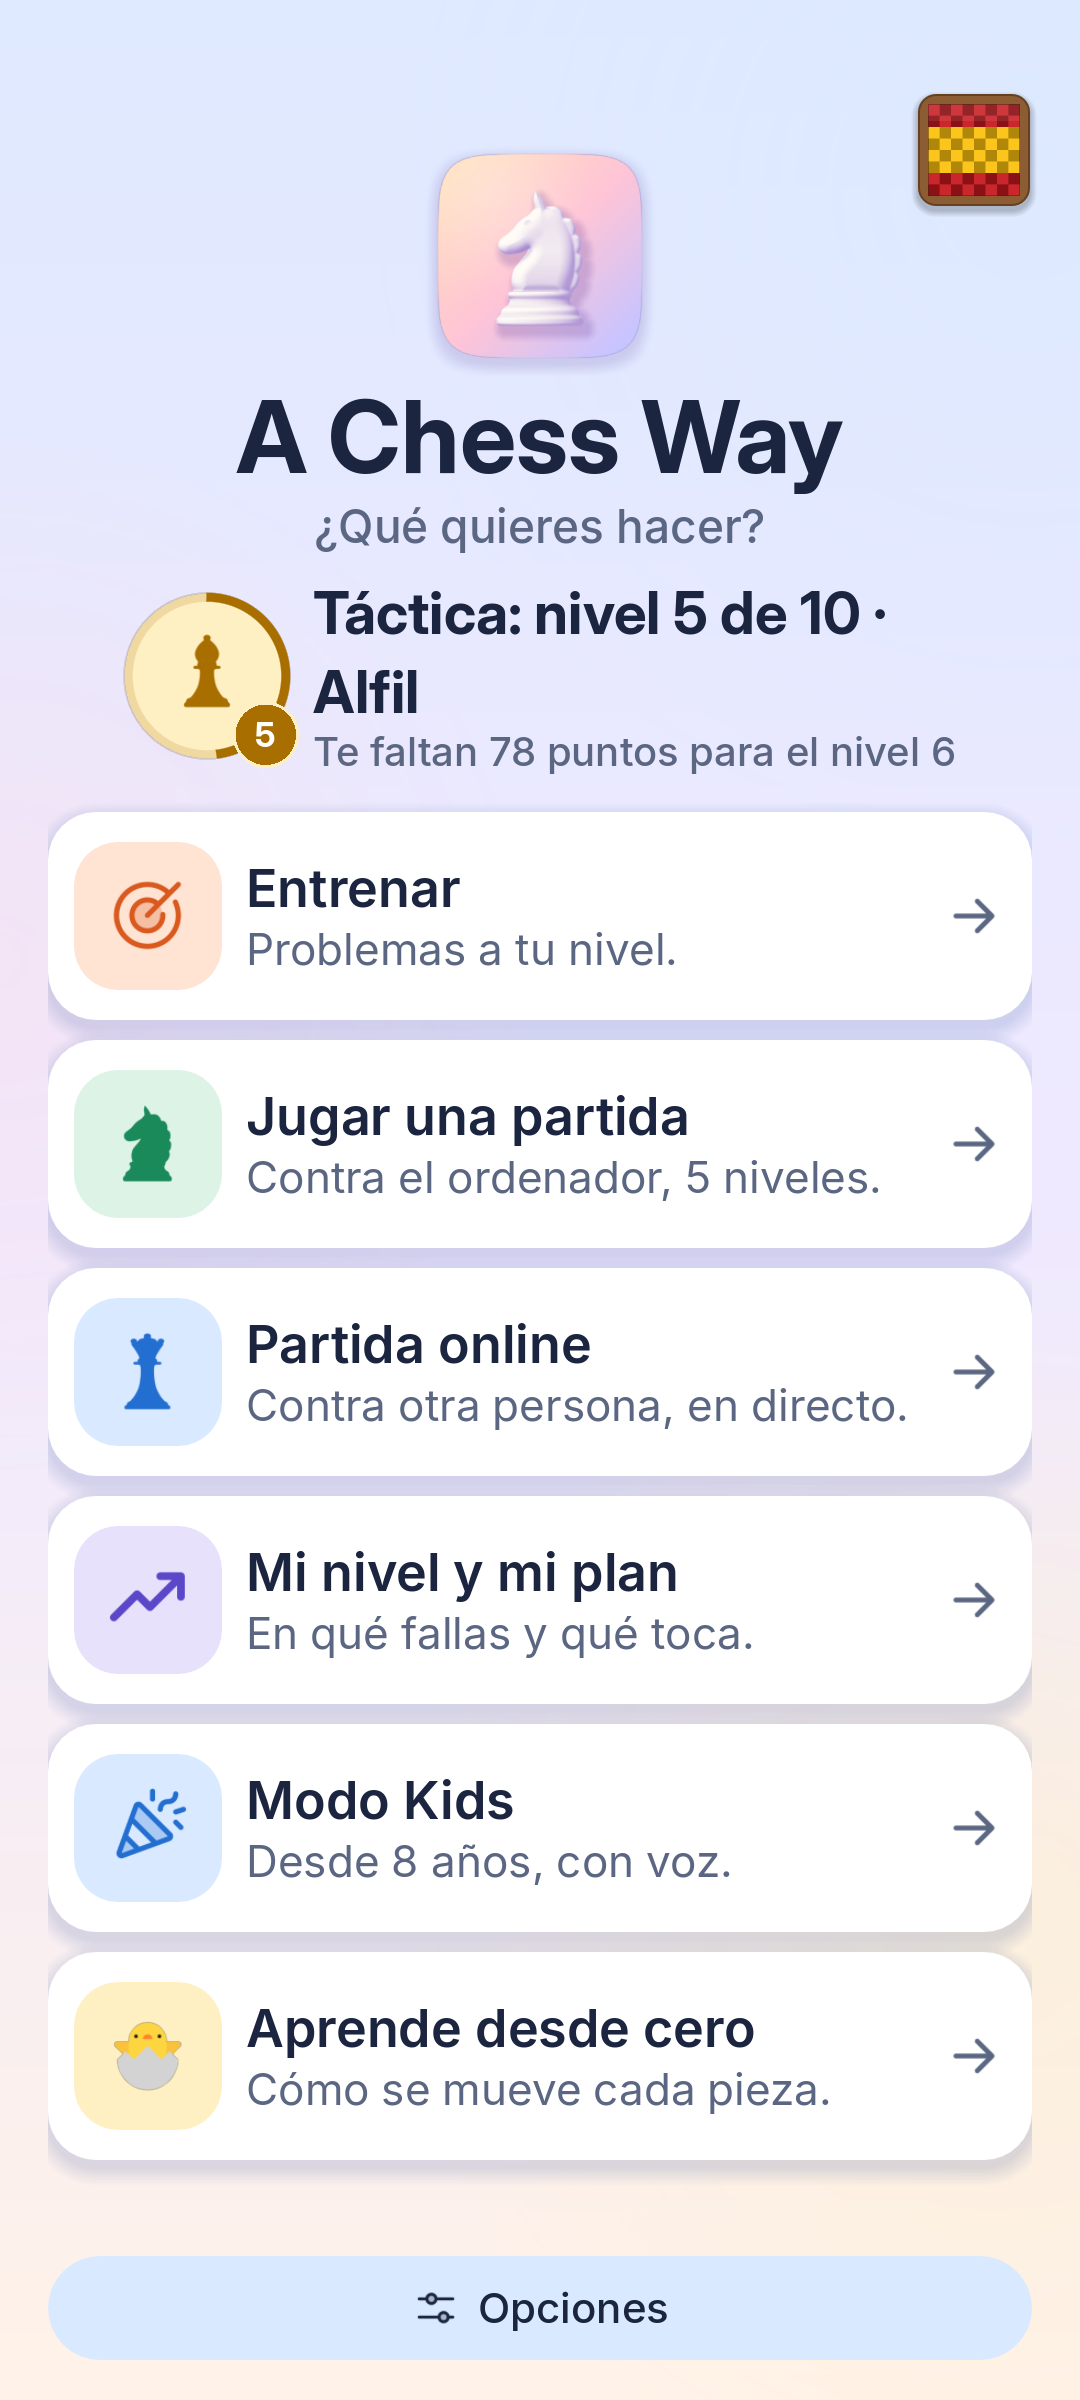 A Chess Way
¿Qué quieres hacer?
Táctica: nivel 5 de 10 ·
Alfil
5
Te faltan 78 puntos para el nivel 6
Entrenar
Problemas a tu nivel.
Jugar una partida
Contra el ordenador, 5 niveles.
Partida online
Contra otra persona, en directo.
Mi nivel y mi plan
En qué fallas y qué toca.
Modo Kids
Desde 8 años, con voz.
Aprende desde cero
Cómo se mueve cada pieza.
Opciones